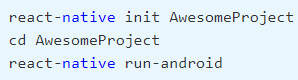 react-native init AwesomeProject
cd AwesomeProject
react-native run-android